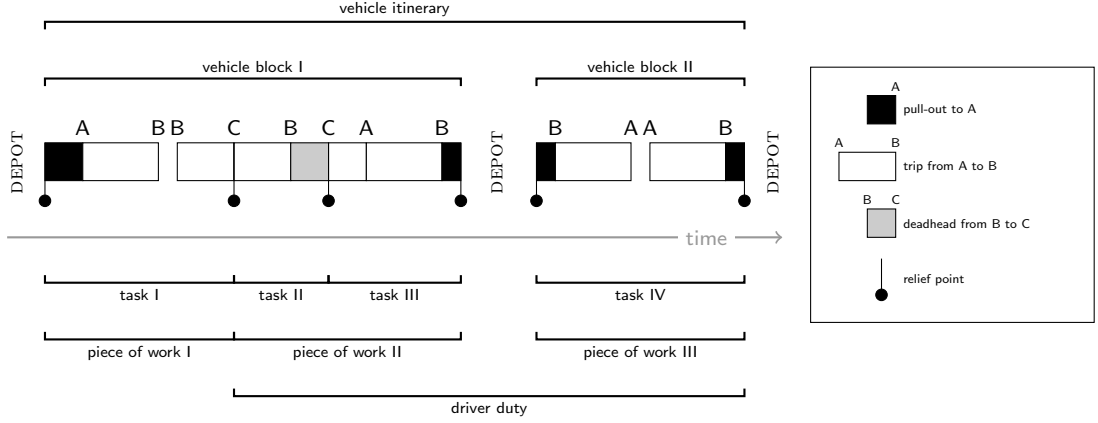 vehicle itinerary
vehicle block I
vehicle block II
DEPOT
A
B B
C
B
C
A
B
DEPOT
B
A A
B
DEPOT
time
task I
task II
task III
task IV
piece of work I
piece of work II
piece of work III
driver duty
A
pull-out to A
A B
trip from A to B
B C
deadhead from B to C
relief point